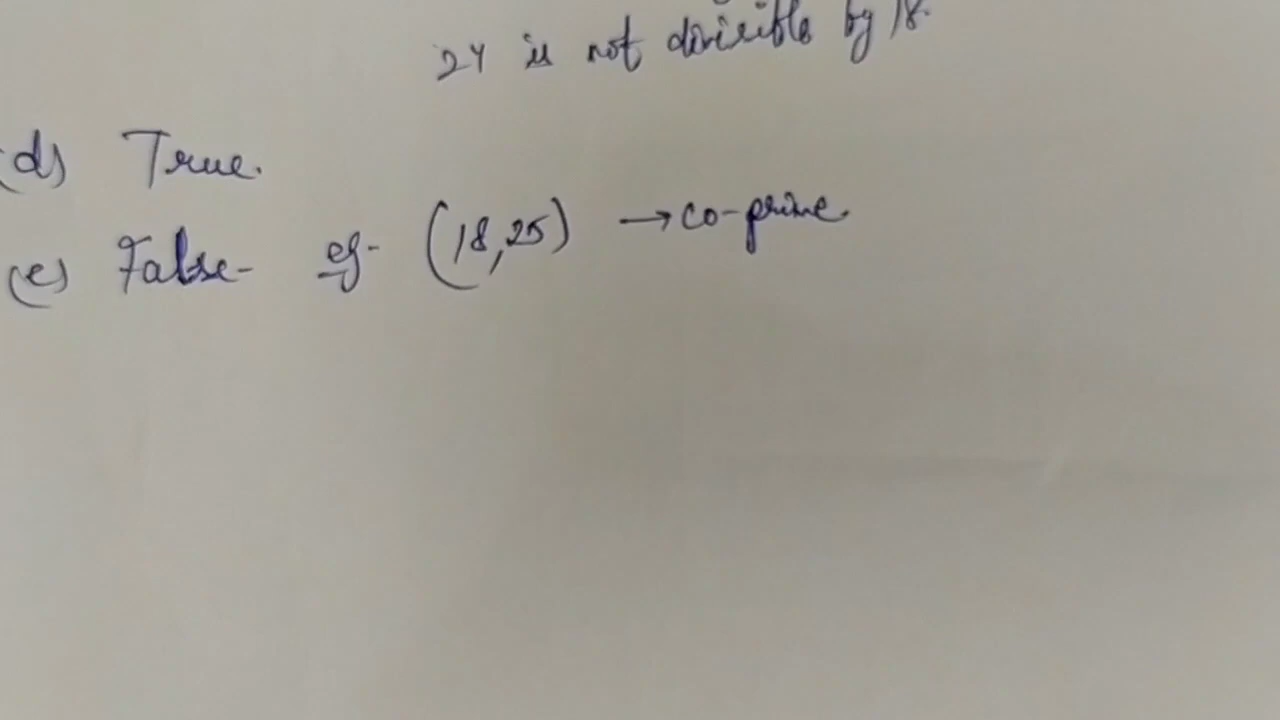 24 is not divisible by 18.
(d) True.
(e) False- eg- (18,25) →co-prime.